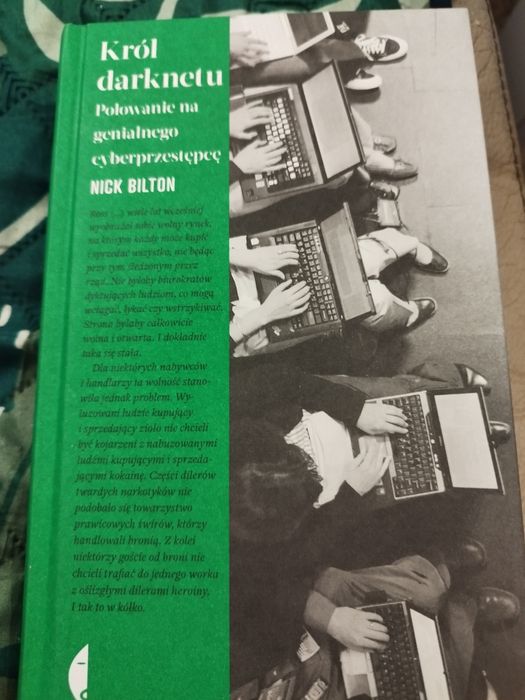 Król
darknetu
Polowanie na
genialnego
cyberprzestępcę
NICK BILTON
Ross (...) wiele lat wcześniej
wyobraził sobie wolny rynek,
na którym każdy może kupić
i sprzedać wszystko, nie będąc
przy tym śledzonym przez
rząd. Nie byłoby biurokratów
dyktujących ludziom, co mogą
wciągać, łykać czy wstrzykiwać.
Strona byłaby całkowicie
wolna i otwarta. I dokładnie
taka się stała.
Dla niektórych nabywców
i handlarzy ta wolność stano-
wiła jednak problem. Wy-
luzowani ludzie kupujący
i sprzedający zioło nie chcieli
być kojarzeni z nabuzowanymi
ludźmi kupującymi i sprzeda-
jącymi kokainę. Części dilerów
twardych narkotyków nie
podobało się towarzystwo
prawicowych świrów, którzy
handlowali bronią. Z kolei
niektórzy goście od broni nie
chcieli trafiać do jednego worka
z oślizgłymi dilerami heroiny.
I tak to w kółko.